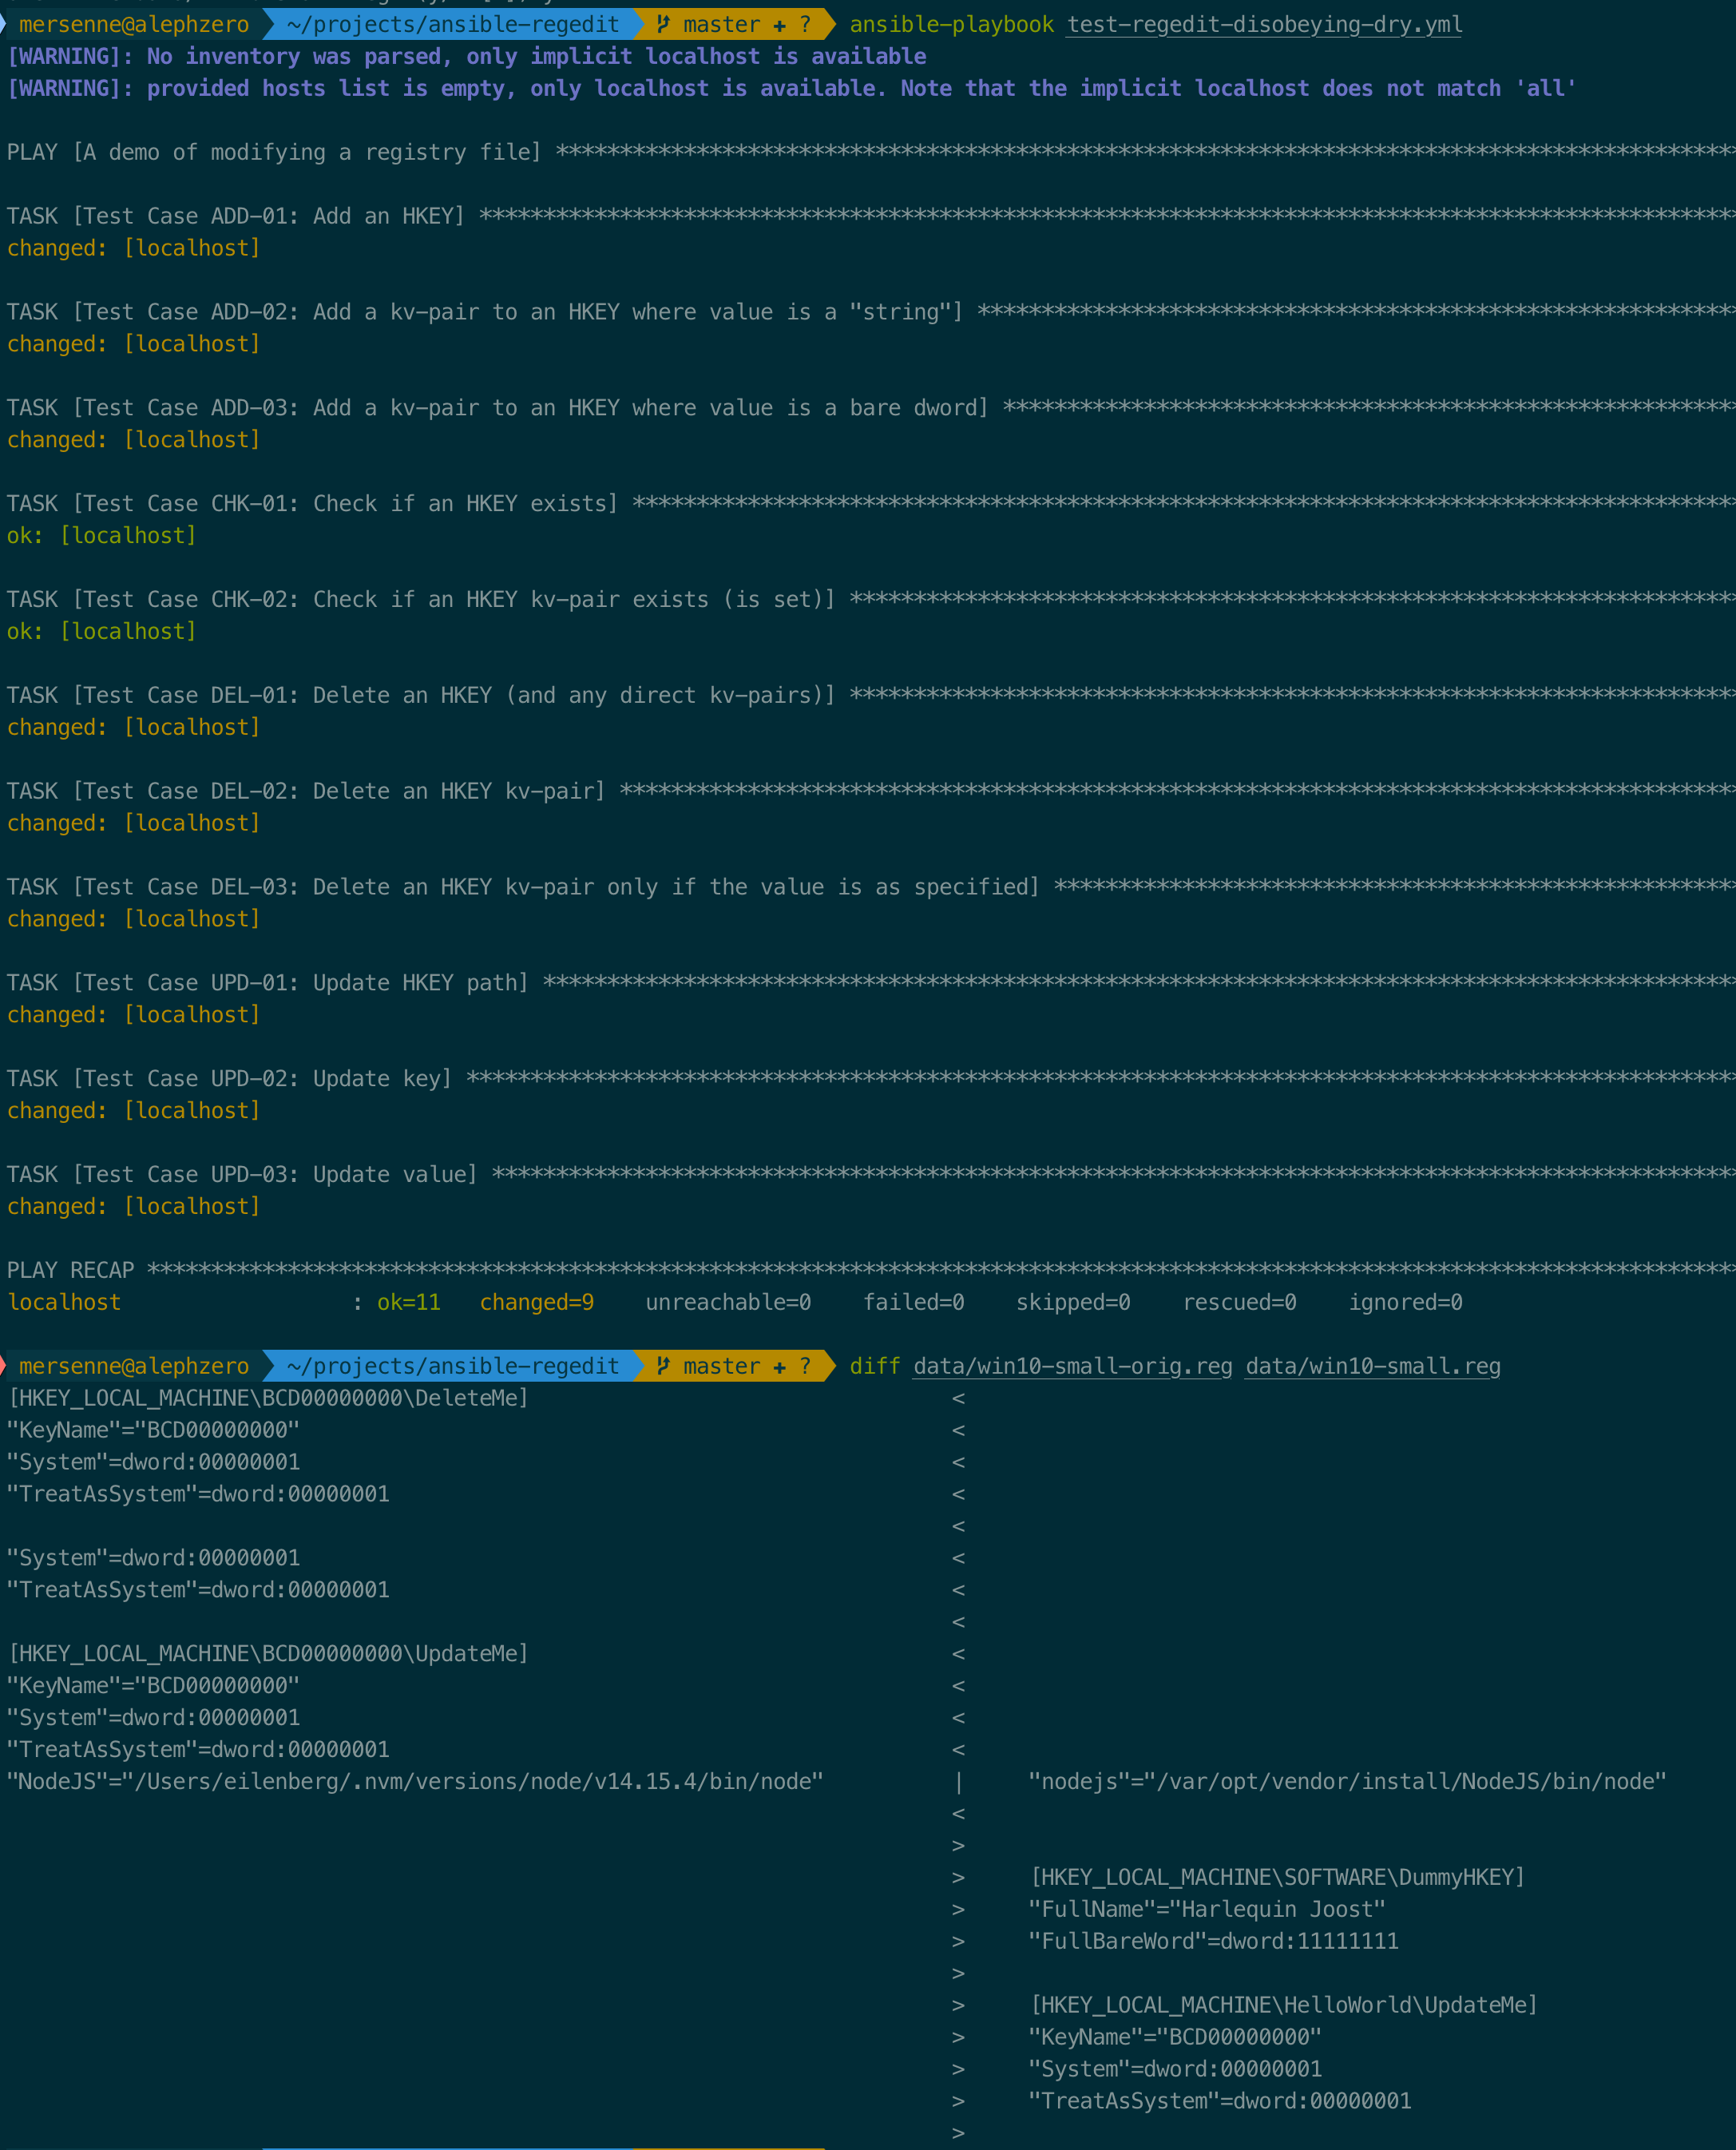 mersenne@alephzero ~/projects/ansible-regedit master + ? ansible-playbook test-regedit-disobeying-dry.yml
[WARNING]: No inventory was parsed, only implicit localhost is available
[WARNING]: provided hosts list is empty, only localhost is available. Note that the implicit localhost does not match 'all'
PLAY [A demo of modifying a registry file] *********************************************************************************************
TASK [Test Case ADD-01: Add an HKEY] ***************************************************************************************************
changed: [localhost]
TASK [Test Case ADD-02: Add a kv-pair to an HKEY where value is a "string"] ************************************************************
changed: [localhost]
TASK [Test Case ADD-03: Add a kv-pair to an HKEY where value is a bare dword] **********************************************************
changed: [localhost]
TASK [Test Case CHK-01: Check if an HKEY exists] ***************************************************************************************
ok: [localhost]
TASK [Test Case CHK-02: Check if an HKEY kv-pair exists (is set)] **********************************************************************
ok: [localhost]
TASK [Test Case DEL-01: Delete an HKEY (and any direct kv-pairs)] **********************************************************************
changed: [localhost]
TASK [Test Case DEL-02: Delete an HKEY kv-pair] ****************************************************************************************
changed: [localhost]
TASK [Test Case DEL-03: Delete an HKEY kv-pair only if the value is as specified] ******************************************************
changed: [localhost]
TASK [Test Case UPD-01: Update HKEY path] **********************************************************************************************
changed: [localhost]
TASK [Test Case UPD-02: Update key] ****************************************************************************************************
changed: [localhost]
TASK [Test Case UPD-03: Update value] **************************************************************************************************
changed: [localhost]
PLAY RECAP *****************************************************************************************************************************
localhost : ok=11 changed=9 unreachable=0 failed=0 skipped=0 rescued=0 ignored=0
mersenne@alephzero ~/projects/ansible-regedit master + ? diff data/win10-small-orig.reg data/win10-small.reg
[HKEY_LOCAL_MACHINE\BCD00000000\DeleteMe] <
"KeyName"="BCD00000000" <
"System"=dword:00000001 <
"TreatAsSystem"=dword:00000001 <
<
"System"=dword:00000001 <
"TreatAsSystem"=dword:00000001 <
<
[HKEY_LOCAL_MACHINE\BCD00000000\UpdateMe] <
"KeyName"="BCD00000000" <
"System"=dword:00000001 <
"TreatAsSystem"=dword:00000001 <
"NodeJS"="/Users/eilenberg/.nvm/versions/node/v14.15.4/bin/node" | "nodejs"="/var/opt/vendor/install/NodeJS/bin/node"
<
>
> [HKEY_LOCAL_MACHINE\SOFTWARE\DummyHKEY]
> "FullName"="Harlequin Joost"
> "FullBareWord"=dword:11111111
>
> [HKEY_LOCAL_MACHINE\HelloWorld\UpdateMe]
> "KeyName"="BCD00000000"
> "System"=dword:00000001
> "TreatAsSystem"=dword:00000001
>